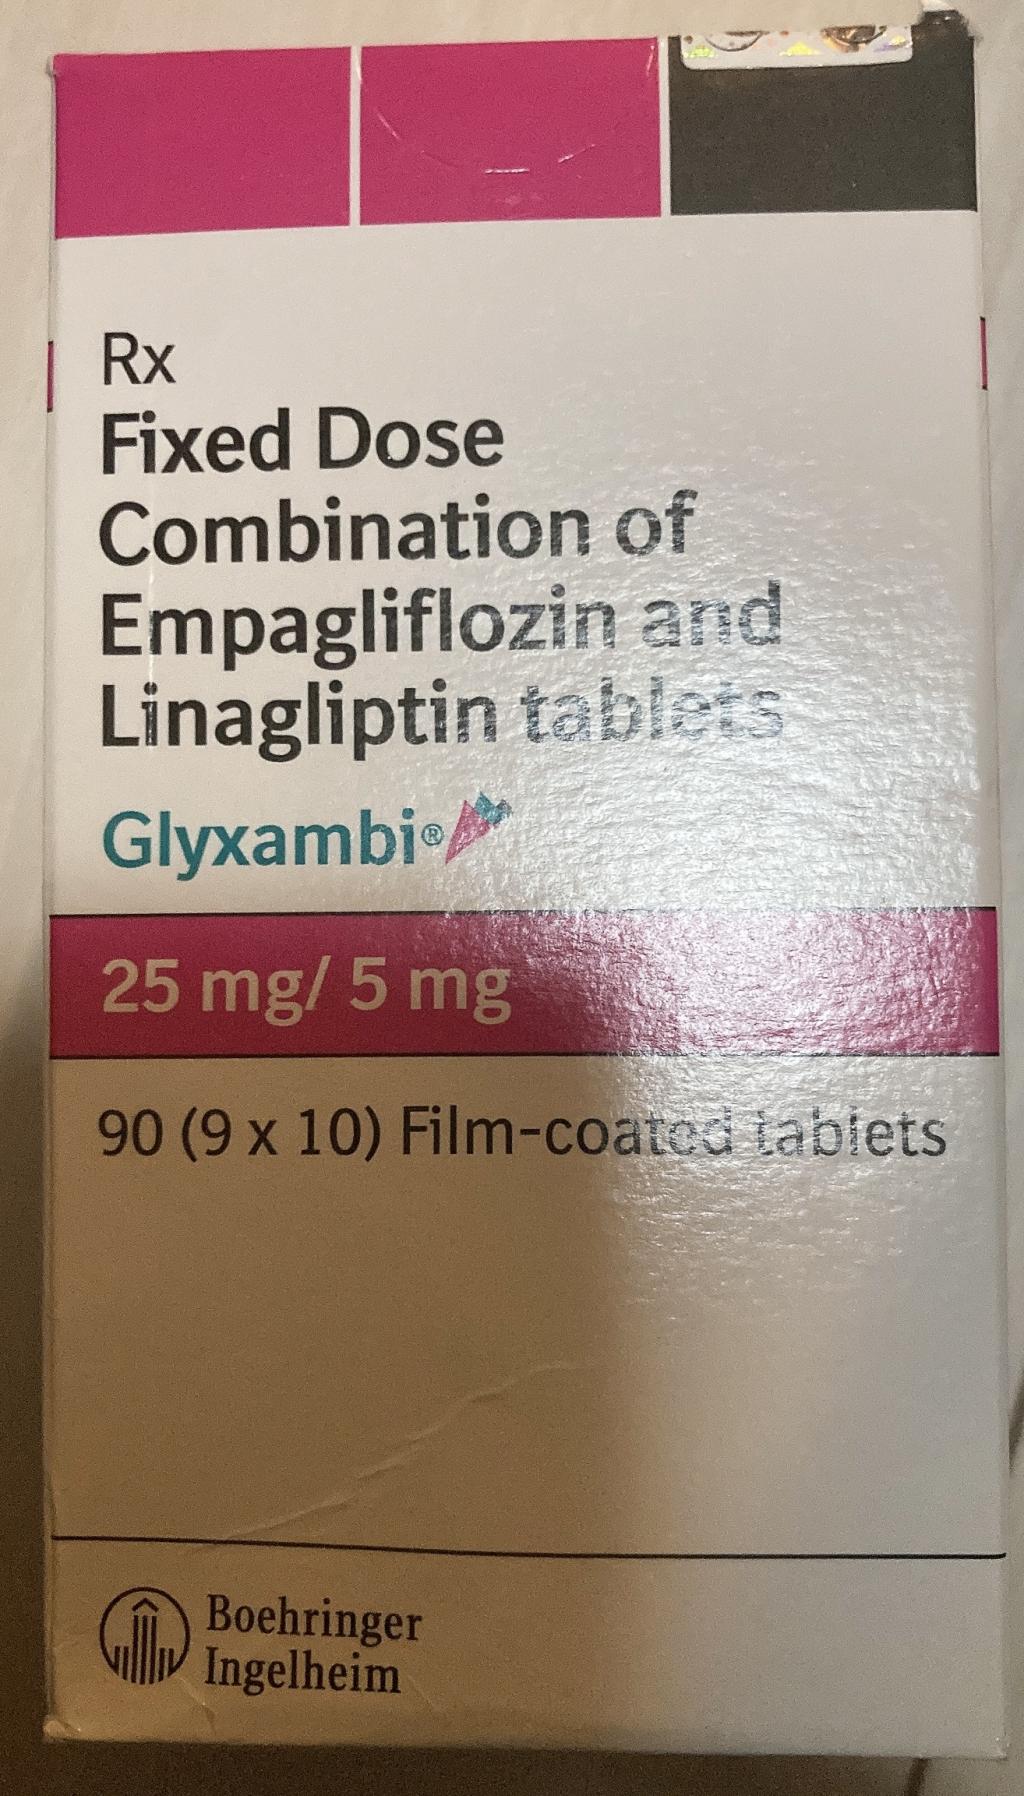 Rx
Fixed Dose
Combination of
Empagliflozin and
Linagliptin tablets
Glyxambi®
25 mg/ 5 mg
90 (9 x 10) Film-coated tablets
Boehringer
Ingelheim